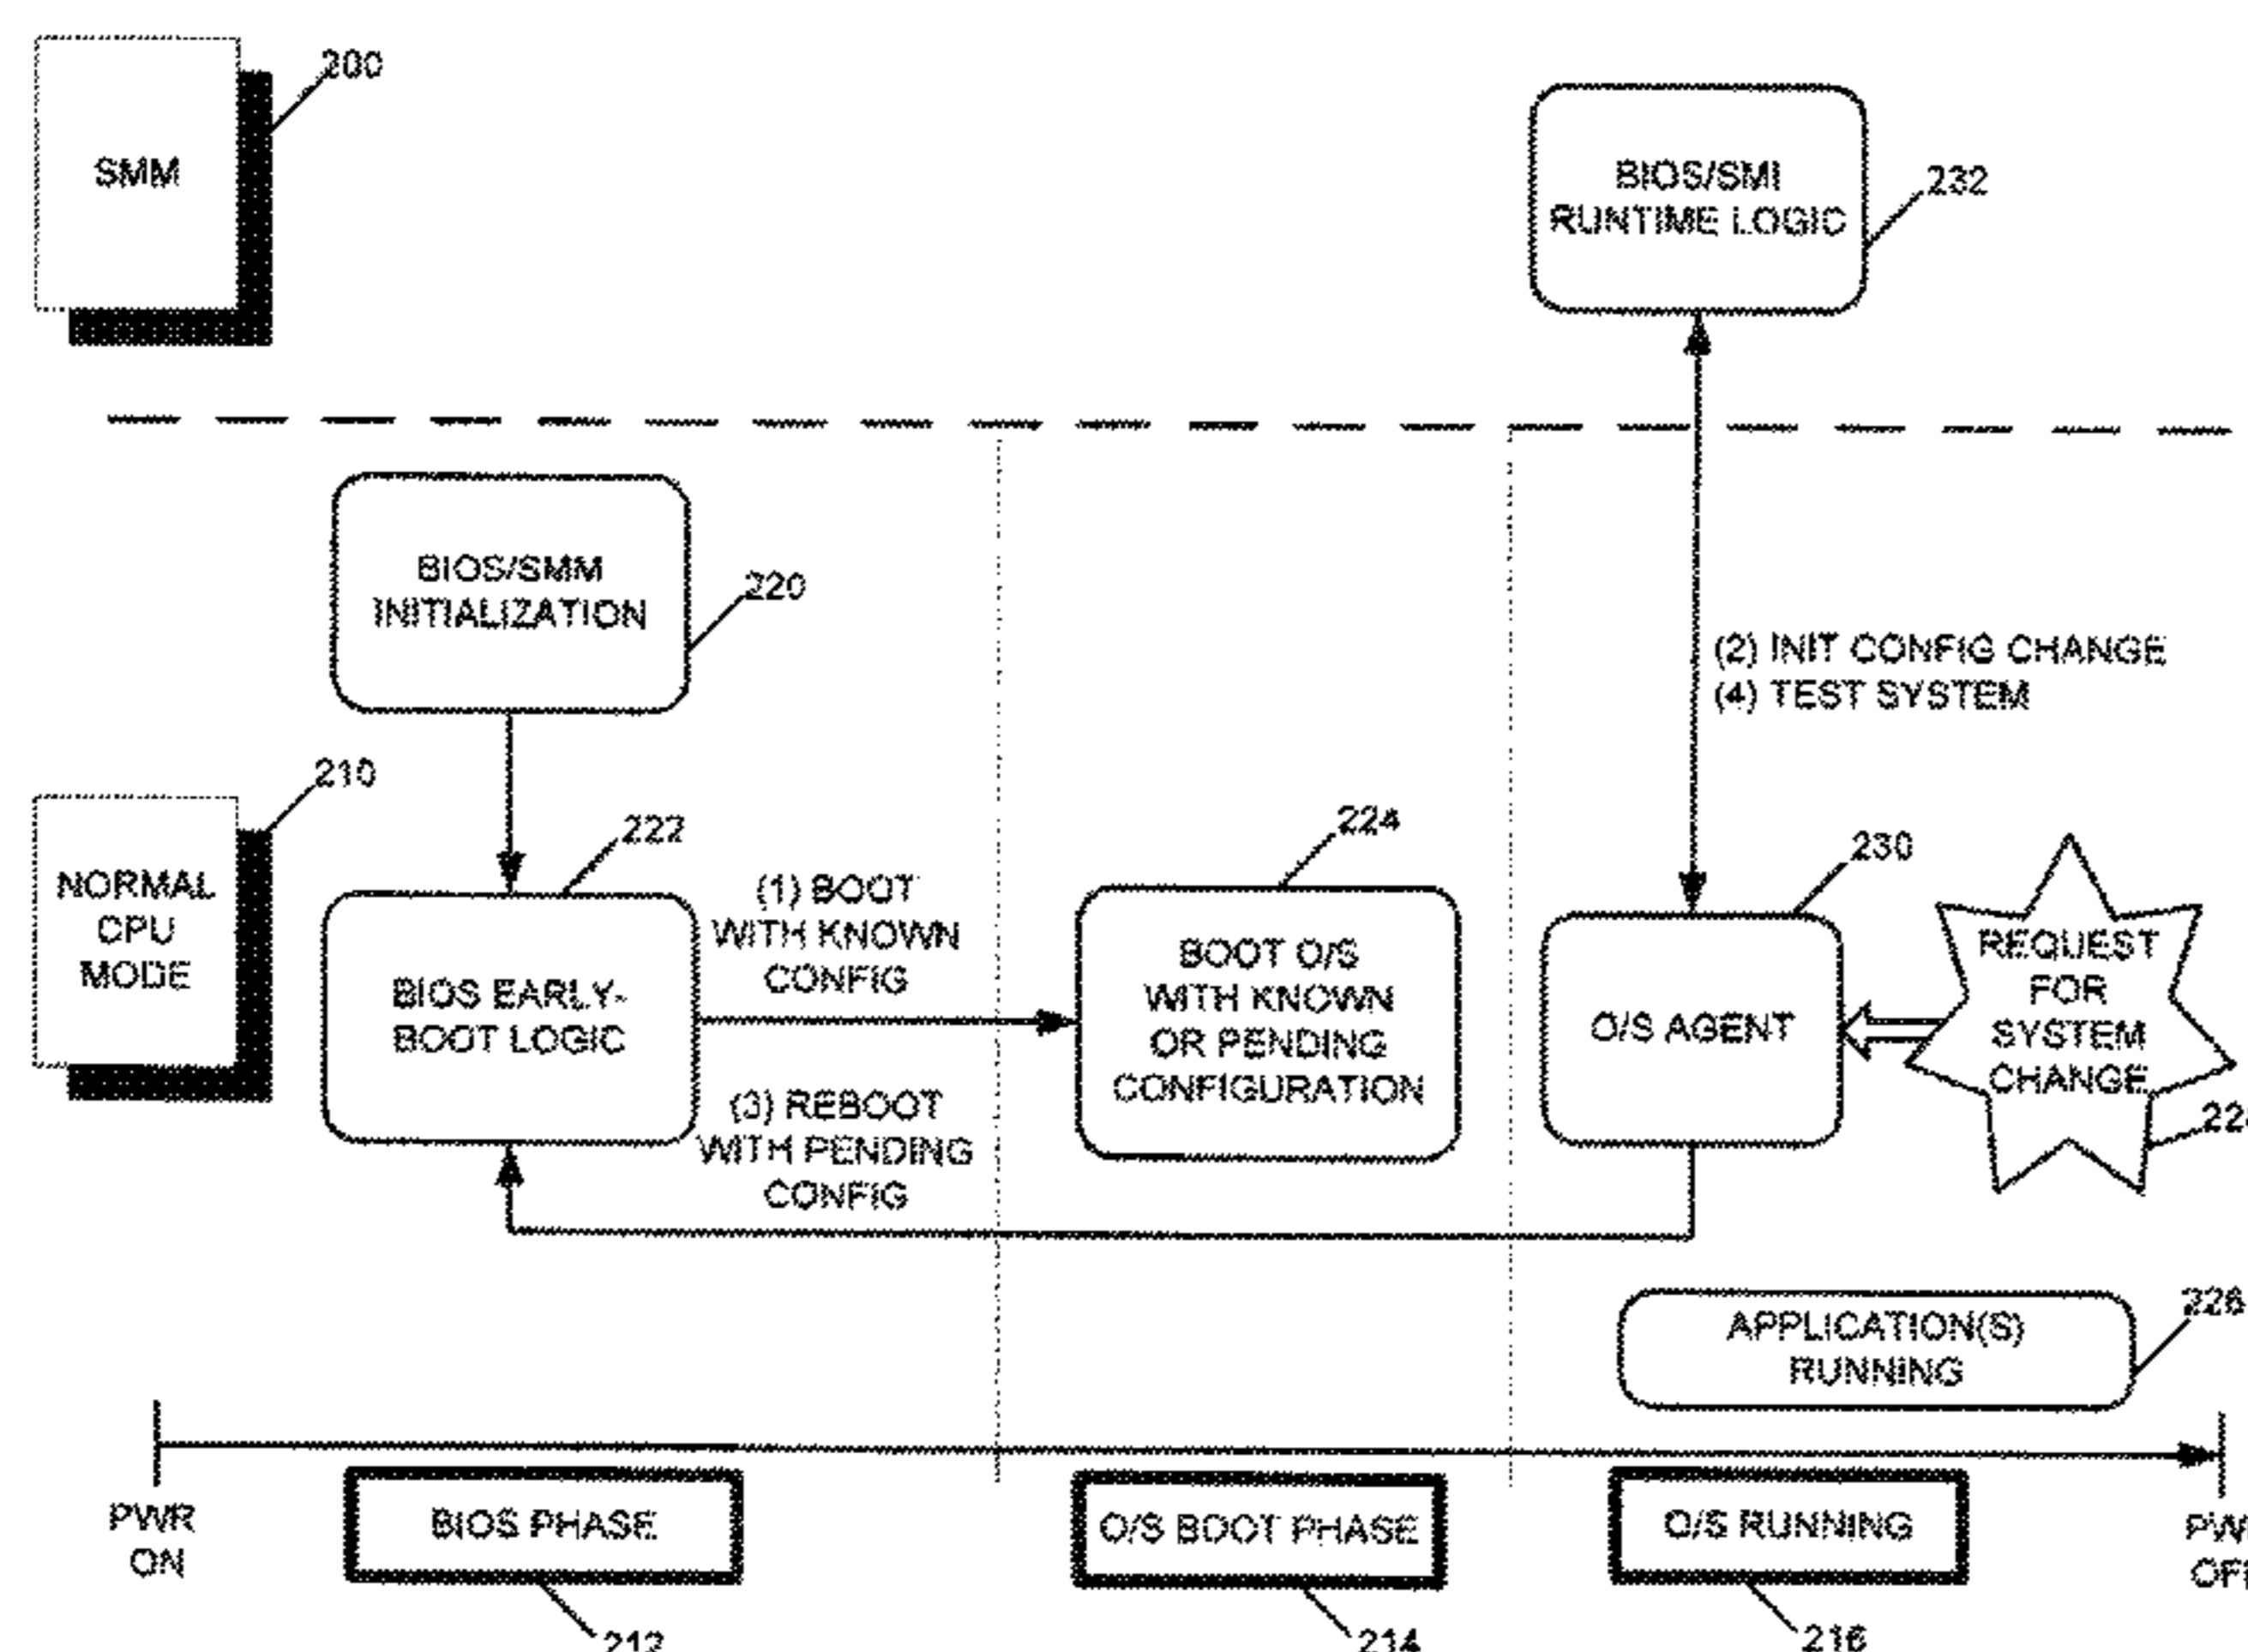 200
SMM
BIOS/SMI
RUNTIME LOGIC
232
BIOS/SMM
INITIALIZATION
220
(2) INIT CONFIG CHANGE
(4) TEST SYSTEM
210
NORMAL
CPU
MODE
222
BIOS EARLY-
BOOT LOGIC
(1) BOOT
WITH KNOWN
CONFIG
(3) REBOOT
WITH PENDING
CONFIG
224
BOOT O/S
WITH KNOWN
OR PENDING
CONFIGURATION
230
O/S AGENT
REQUEST
FOR
SYSTEM
CHANGE
APPLICATION(S)
RUNNING
226
PWR
ON
BIOS PHASE
212
O/S BOOT PHASE
214
O/S RUNNING
216